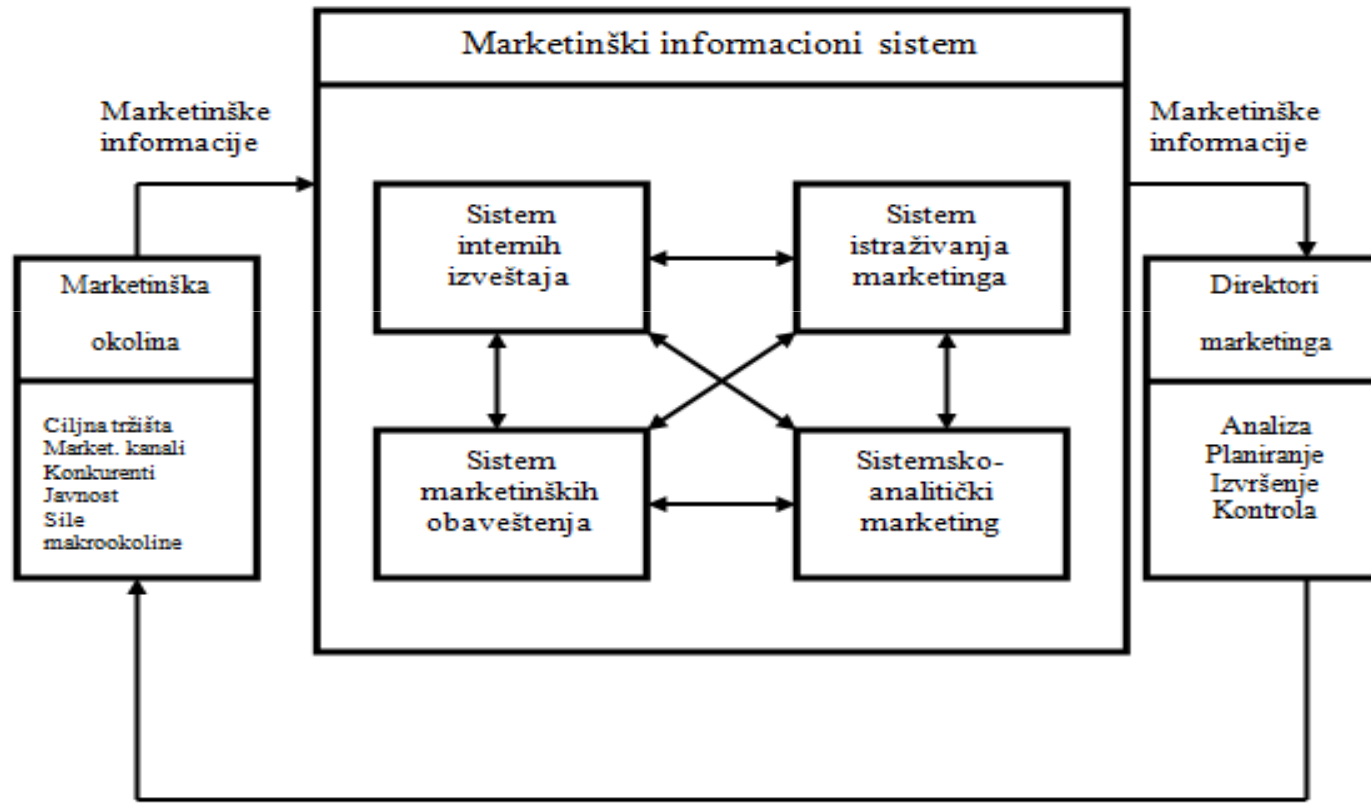 Marketinški informacioni sistem
Marketinške
informacije
Marketinške
informacije
Sistem
internih
izveštaja
Sistem
istraživanja
marketinga
Marketinška
okolina
Ciljna tržišta
Market. kanali
Konkurenti
Javnost
Sile
makrookoline
Sistem
marketinških
obaveštenja
Sistemsko-
analitički
marketing
Direktori
marketinga
Analiza
Planiranje
Izvršenje
Kontrola